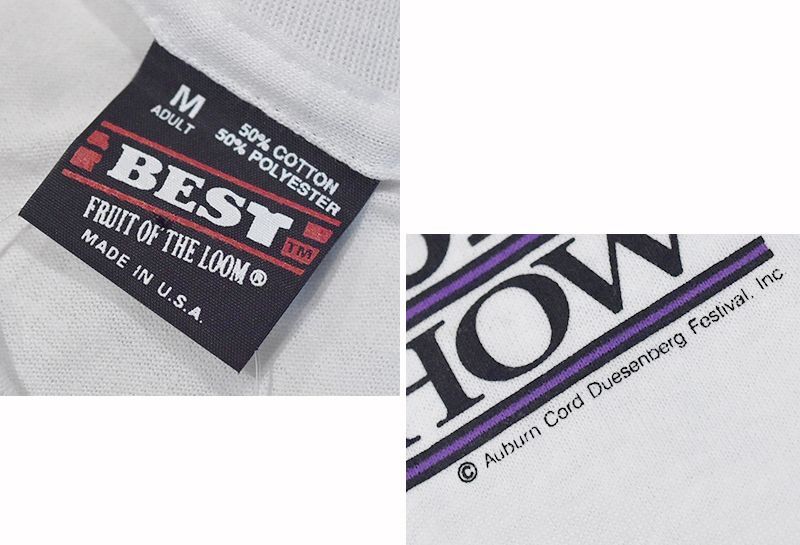 M
ADULT
50% COTTON
50% POLYESTER
BEST
TM
FRUIT OF THE LOOM®
MADE IN U.S.A.
HOW
© Auburn Cord Duesenberg Festival, Inc.